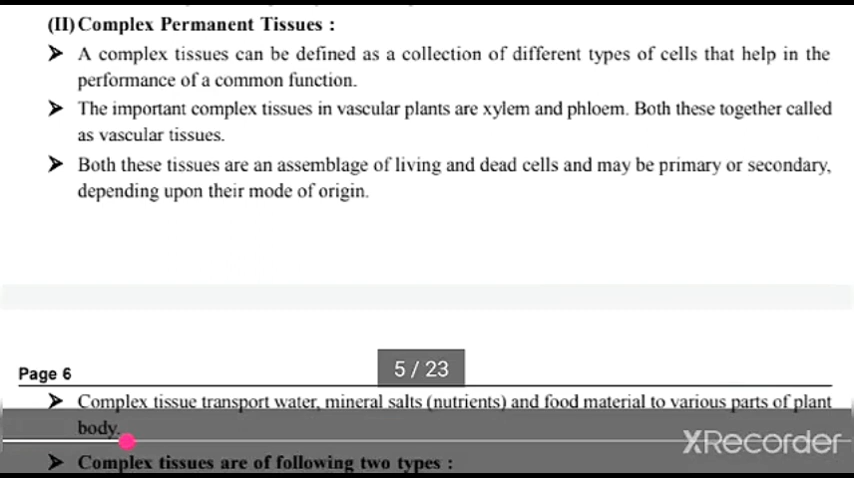 (II) Complex Permanent Tissues :
➤ A complex tissues can be defined as a collection of different types of cells that help in the
performance of a common function.
➤ The important complex tissues in vascular plants are xylem and phloem. Both these together called
as vascular tissues.
➤ Both these tissues are an assemblage of living and dead cells and may be primary or secondary,
depending upon their mode of origin.
5 / 23
Page 6
➤ Complex tissue transport water, mineral salts (nutrients) and food material to various parts of plant
body.
XRecorder
➤ Complex tissues are of following two types :